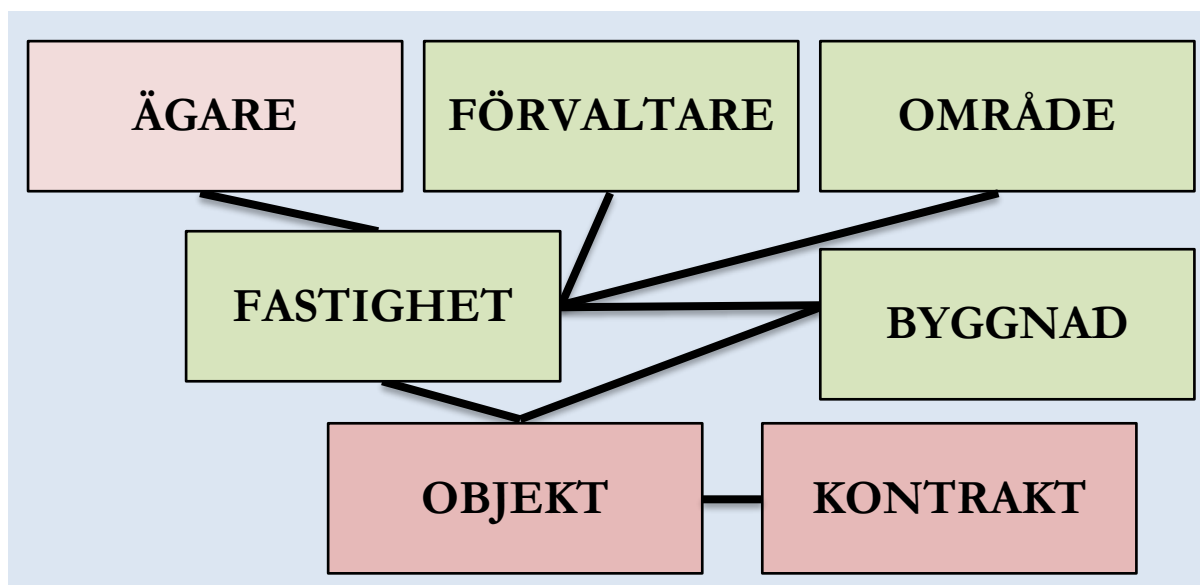 ÄGARE
FÖRVALTARE
OMRÅDE
FASTIGHET
BYGGNAD
OBJEKT
KONTRAKT